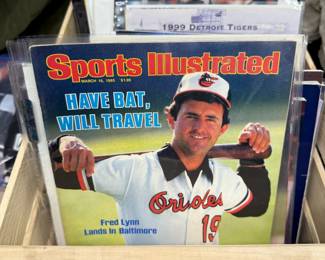 1999 DETROIT TIGERS
Sports Illustrated
MARCH 18, 1985 $1.95
HAVE BAT,
WILL TRAVEL
Orioles
19
Fred Lynn
Lands In Baltimore